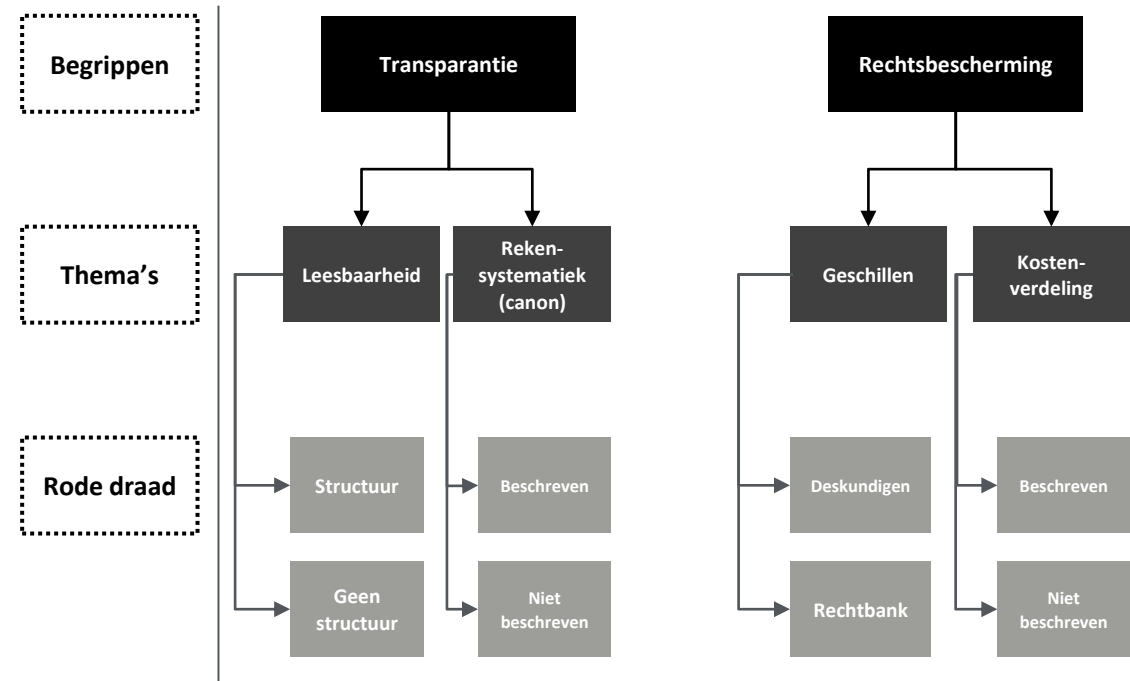 Begrippen
Transparantie
Rechtsbescherming
Thema's
Leesbaarheid
Reken-
systematiek
(canon)
Geschillen
Kosten-
verdeling
Rode draad
Structuur
Beschreven
Deskundigen
Beschreven
Geen
structuur
Niet
beschreven
Rechtbank
Niet
beschreven